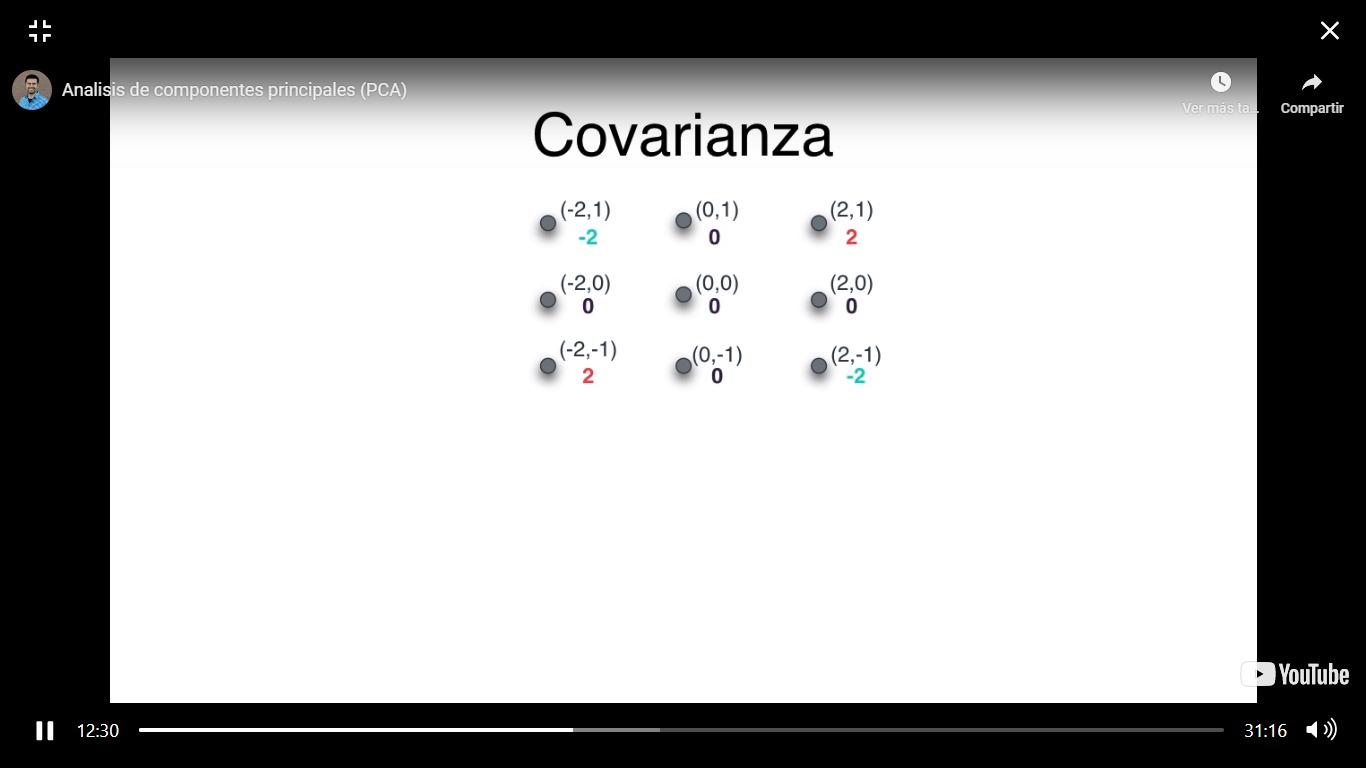 Analisis de componentes principales (PCA)
Ver más ta...
Compartir
Covarianza
(-2,1) (0,1) (2,1)
-2 0 2
(-2,0) (0,0) (2,0)
0 0 0
(-2,-1) (0,-1) (2,-1)
2 0 -2
YouTube
12:30 31:16